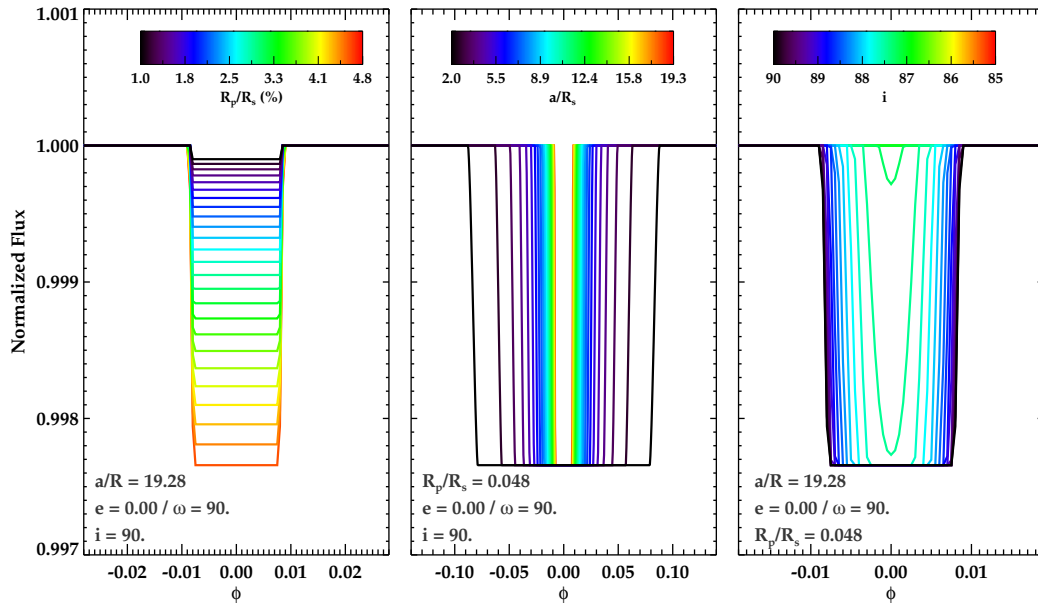 1.001
1.000
0.999
0.998
0.997
Normalized Flux
1.0 1.8 2.5 3.3 4.1 4.8
Rp/Rs (%)
a/R = 19.28
e = 0.00 / ω = 90.
i = 90.
-0.02 -0.01 0.00 0.01 0.02
ϕ
2.0 5.5 8.9 12.4 15.8 19.3
a/Rs
Rp/Rs = 0.048
e = 0.00 / ω = 90.
i = 90.
-0.10 -0.05 0.00 0.05 0.10
ϕ
90 89 88 87 86 85
i
a/R = 19.28
e = 0.00 / ω = 90.
Rp/Rs = 0.048
-0.01 0.00 0.01
ϕ